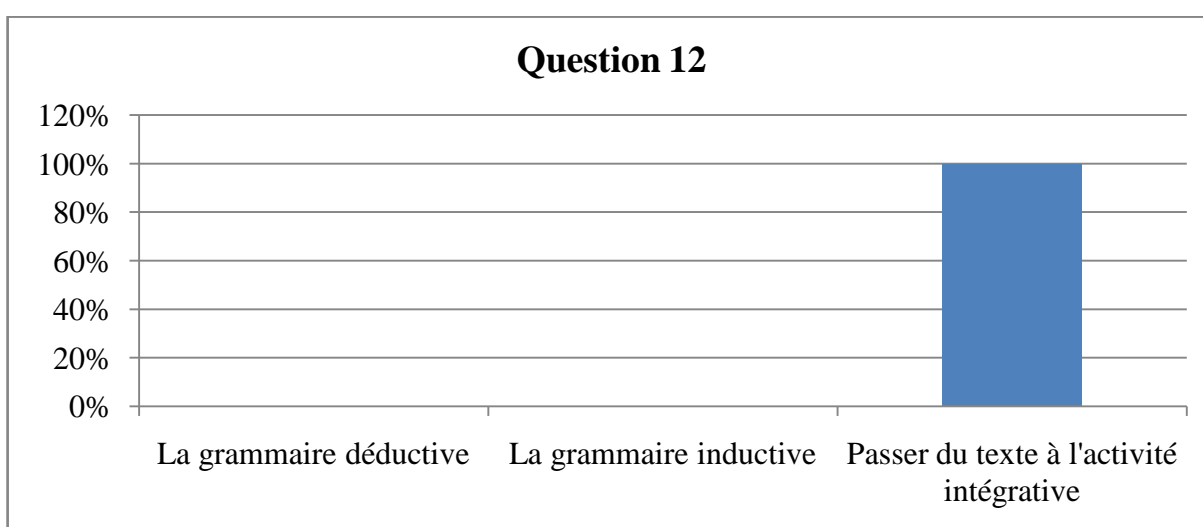 Question 12
120%
100%
80%
60%
40%
20%
0%
La grammaire déductive
La grammaire inductive
Passer du texte à l'activité
intégrative